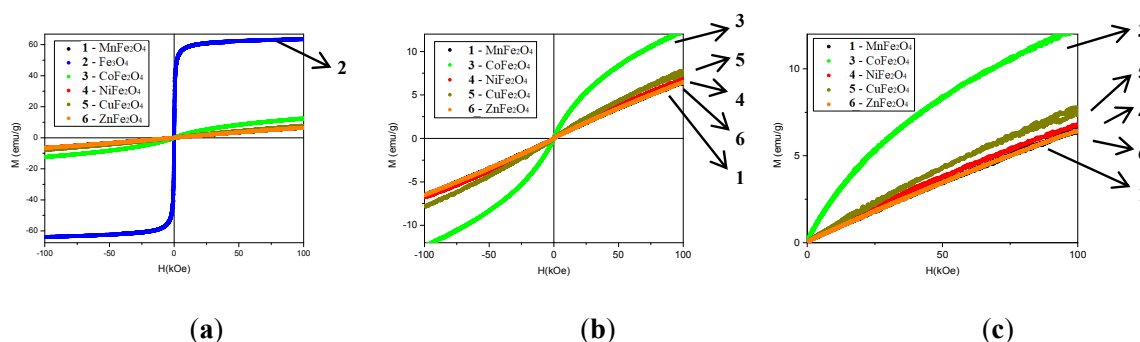 1 - MnFe2O4
2 - Fe3O4
3 - CoFe2O4
4 - NiFe2O4
5 - CuFe2O4
6 - ZnFe2O4
60
40
20
0
-20
-40
-60
M (emu/g)
-100
-50
0
50
100
H(kOe)
2
(a)
1 - MnFe2O4
3 - CoFe2O4
4 - NiFe2O4
5 - CuFe2O4
6 - ZnFe2O4
10
5
0
-5
-10
M (emu/g)
-100
-50
0
50
100
H(kOe)
3
5
4
6
1
(b)
1 - MnFe2O4
3 - CoFe2O4
4 - NiFe2O4
5 - CuFe2O4
6 - ZnFe2O4
10
5
0
M (emu/g)
0
50
100
H(kOe)
(c)